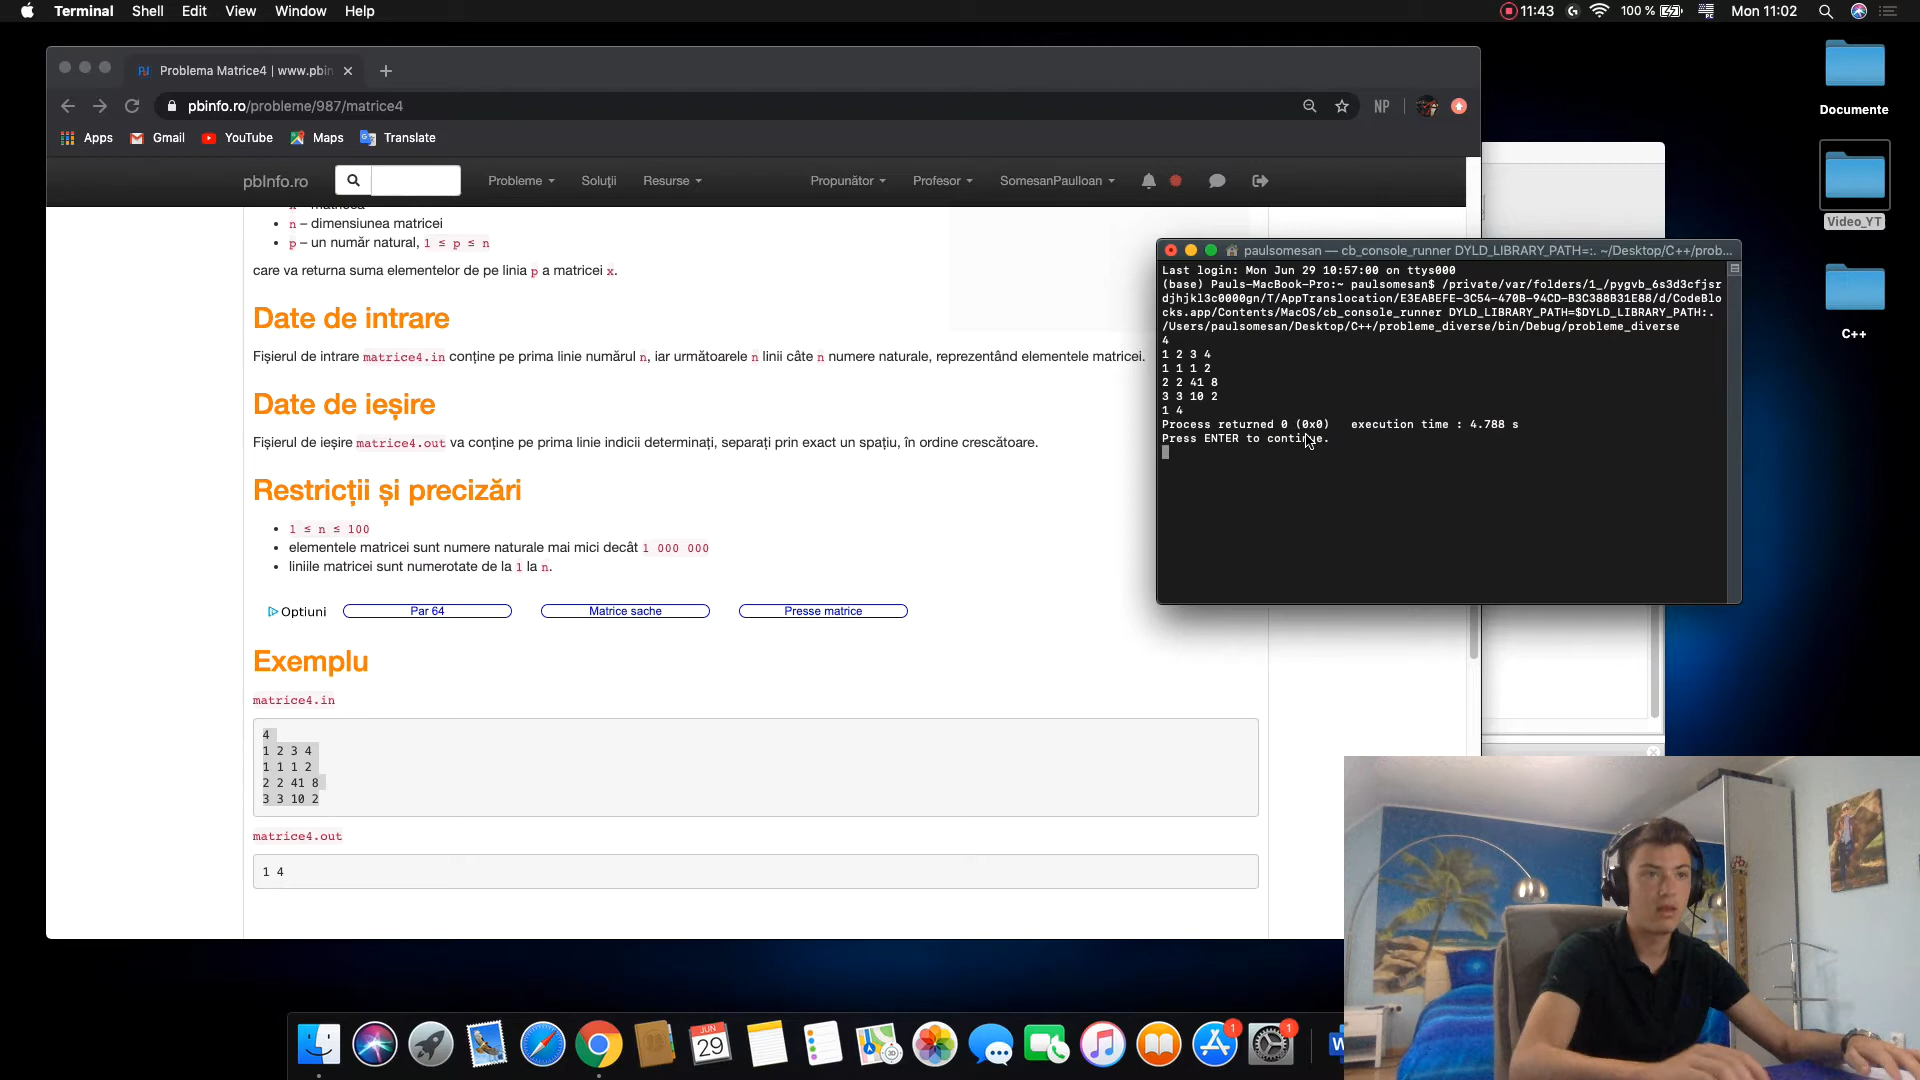 Terminal Shell Edit View Window Help
11:43 100 % Mon 11:02
Problema Matrice4 | www.pbin
pbinfo.ro/probleme/987/matrice4
NP
Apps Gmail YouTube Maps Translate
pbInfo.ro Probleme Soluții Resurse Propunător Profesor SomesanPaulIoan
n – dimensiunea matricei
p – un număr natural, 1 ≤ p ≤ n
care va returna suma elementelor de pe linia p a matricei x.
Date de intrare
Fișierul de intrare matrice4.in conține pe prima linie numărul n, iar următoarele n linii câte n numere naturale, reprezentând elementele matricei.
Date de ieșire
Fișierul de ieșire matrice4.out va conține pe prima linie indicii determinați, separați prin exact un spațiu, în ordine crescătoare.
Restricții și precizări
1 ≤ n ≤ 100
elementele matricei sunt numere naturale mai mici decât 1 000 000
liniile matricei sunt numerotate de la 1 la n.
Optiuni Par 64 Matrice sache Presse matrice
Exemplu
matrice4.in
4
1 2 3 4
1 1 1 2
2 2 41 8
3 3 10 2
matrice4.out
1 4
paulsomesan — cb_console_runner DYLD_LIBRARY_PATH=:. ~/Desktop/C++/prob...
Last login: Mon Jun 29 10:57:00 on ttys000
(base) Pauls-MacBook-Pro:~ paulsomesan$ /private/var/folders/1_/pygvb_6s3d3cfjsr
djhjkl3c0000gn/T/AppTranslocation/E3EABEFE-3C54-470B-94CD-B3C388B31E88/d/CodeBlo
cks.app/Contents/MacOS/cb_console_runner DYLD_LIBRARY_PATH=$DYLD_LIBRARY_PATH:.
/Users/paulsomesan/Desktop/C++/probleme_diverse/bin/Debug/probleme_diverse
4
1 2 3 4
1 1 1 2
2 2 41 8
3 3 10 2
1 4
Process returned 0 (0x0) execution time : 4.788 s
Press ENTER to continue.
Documente
Video_YT
C++
JUN
29
3D
1
1
W